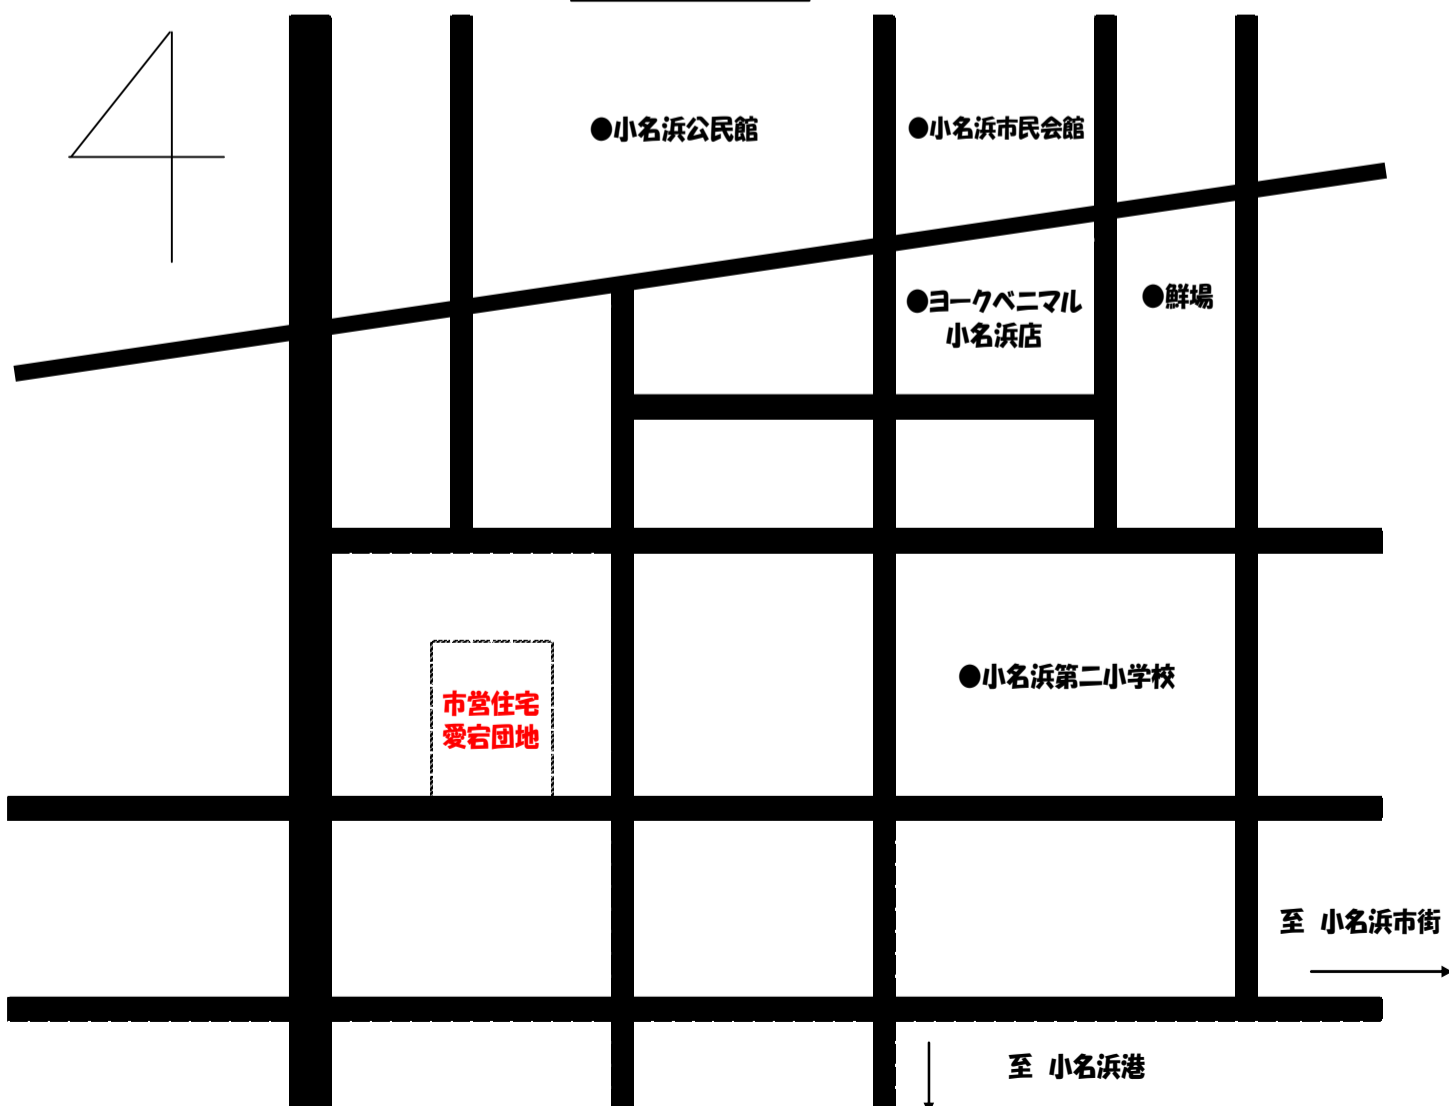 ●小名浜公民館
●小名浜市民会館
●ヨークベニマル
小名浜店
●鮮場
●小名浜第二小学校
市営住宅
愛宕団地
至 小名浜市街
至 小名浜港